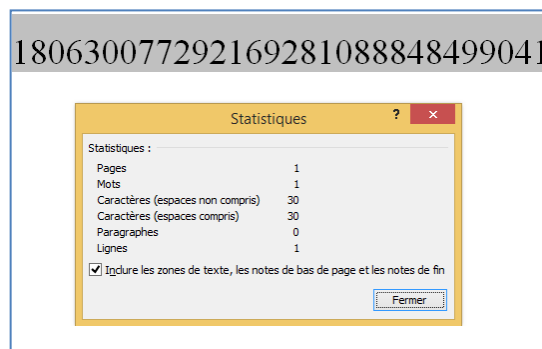 180630077292169281088848499041
Statistiques ? ×
Statistiques :
Pages 1
Mots 1
Caractères (espaces non compris) 30
Caractères (espaces compris) 30
Paragraphes 0
Lignes 1
Inclure les zones de texte, les notes de bas de page et les notes de fin
Fermer